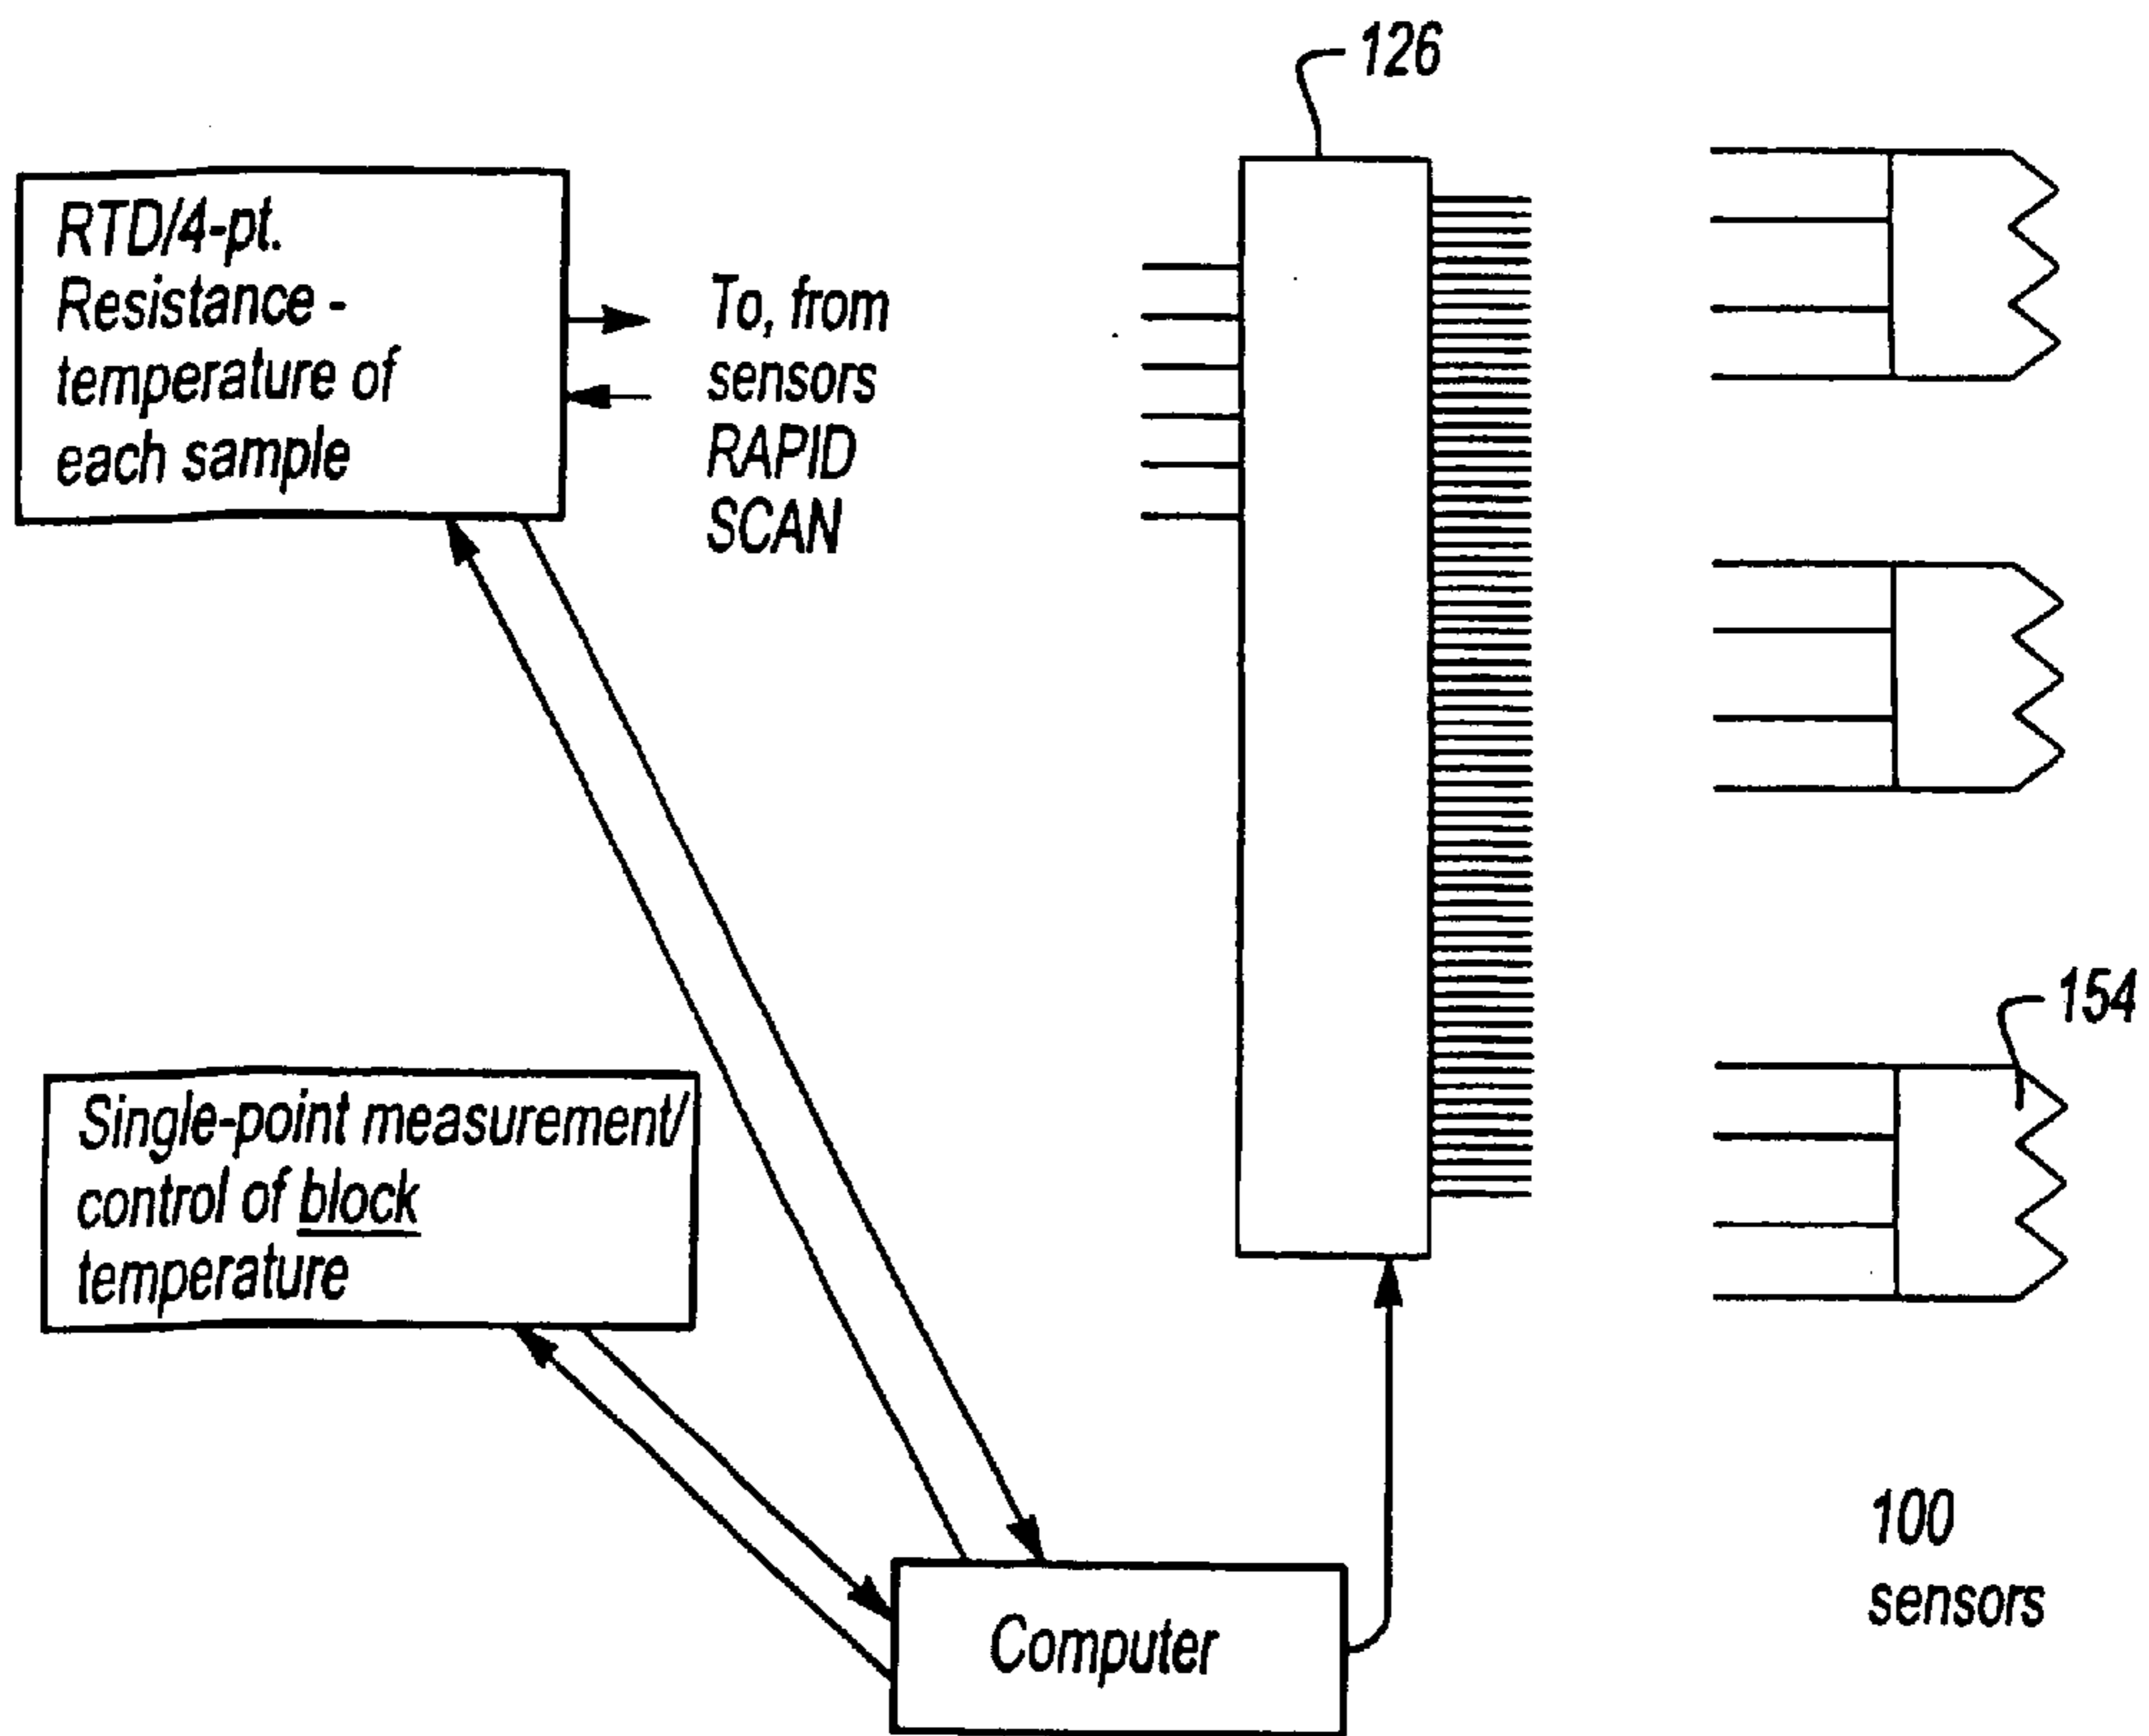 126
RTD/4-pt.
Resistance -
temperature of
each sample
To, from
sensors
RAPID
SCAN
154
Single-point measurement/
control of block
temperature
100
sensors
Computer